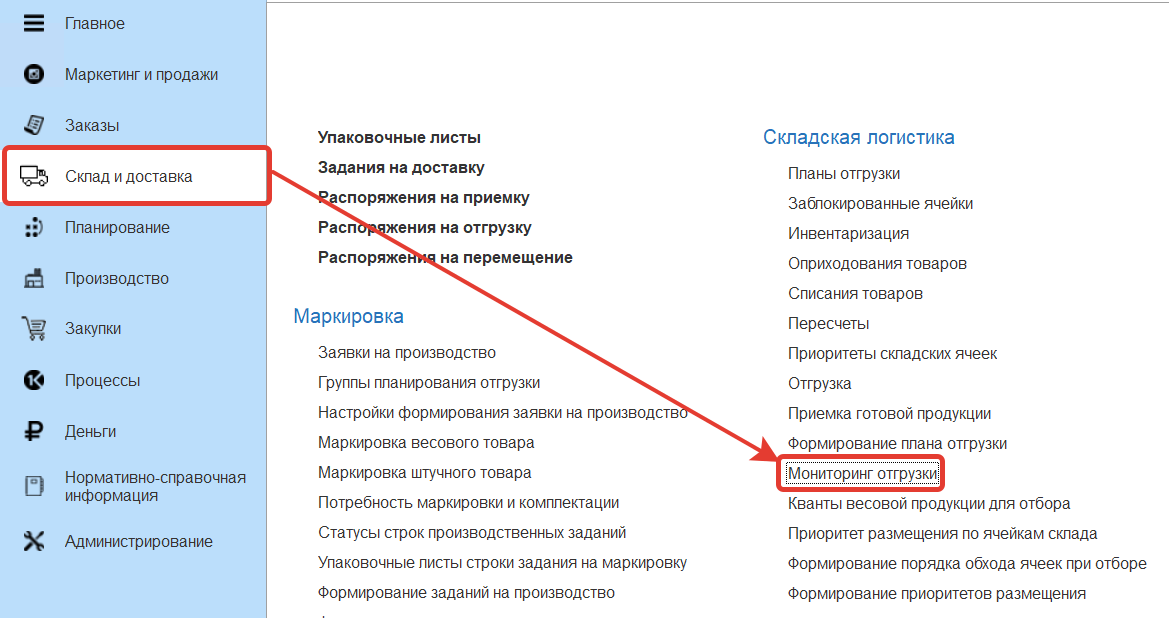 Главное
Маркетинг и продажи
Заказы
Склад и доставка
Планирование
Производство
Закупки
Процессы
Деньги
Нормативно-справочная
информация
Администрирование
Упаковочные листы
Задания на доставку
Распоряжения на приемку
Распоряжения на отгрузку
Распоряжения на перемещение
Маркировка
Заявки на производство
Группы планирования отгрузки
Настройки формирования заявки на производство
Маркировка весового товара
Маркировка штучного товара
Потребность маркировки и комплектации
Статусы строк производственных заданий
Упаковочные листы строки задания на маркировку
Формирование заданий на производство
Складская логистика
Планы отгрузки
Заблокированные ячейки
Инвентаризация
Оприходования товаров
Списания товаров
Пересчеты
Приоритеты складских ячеек
Отгрузка
Приемка готовой продукции
Формирование плана отгрузки
Мониторинг отгрузки
Кванты весовой продукции для отбора
Приоритет размещения по ячейкам склада
Формирование порядка обхода ячеек при отборе
Формирование приоритетов размещения